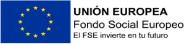 UNIÓN EUROPEA
Fondo Social Europeo
El FSE invierte en tu futuro